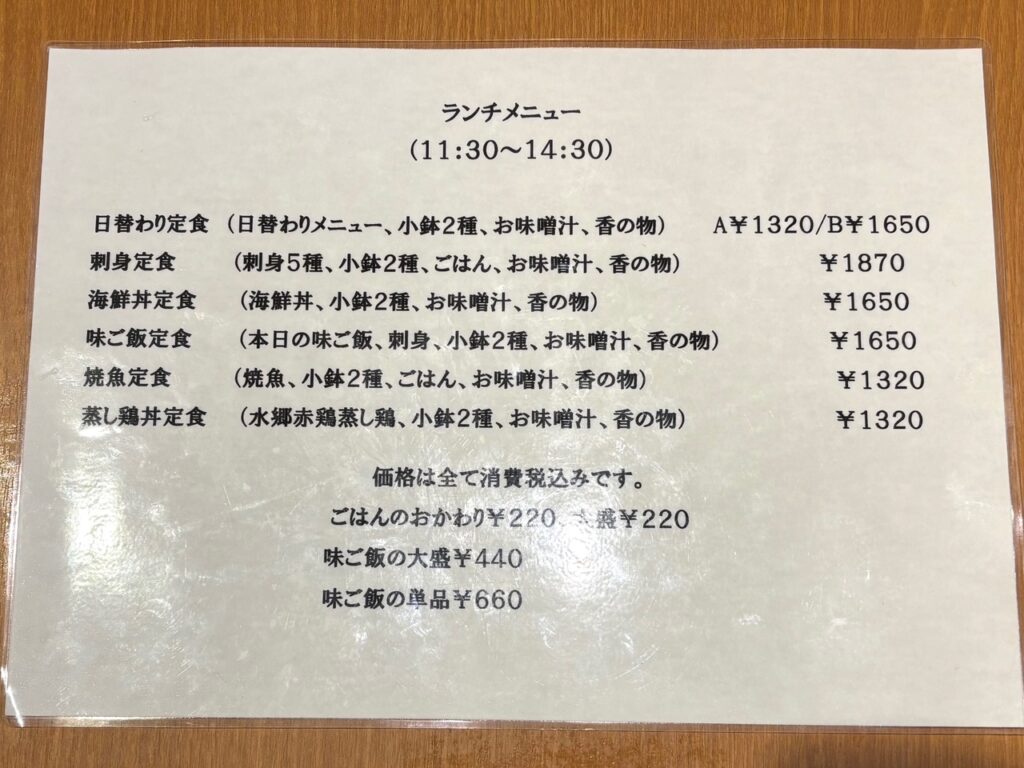 ランチメニュー
(11:30～14:30)
日替わり定食 (日替わりメニュー、小鉢2種、お味噌汁、香の物) A¥1320/B¥1650
刺身定食 (刺身5種、小鉢2種、ごはん、お味噌汁、香の物) ¥1870
海鮮丼定食 (海鮮丼、小鉢2種、お味噌汁、香の物) ¥1650
味ご飯定食 (本日の味ご飯、刺身、小鉢2種、お味噌汁、香の物) ¥1650
焼魚定食 (焼魚、小鉢2種、ごはん、お味噌汁、香の物) ¥1320
蒸し鶏丼定食 (水郷赤鶏蒸し鶏、小鉢2種、お味噌汁、香の物) ¥1320
価格は全て消費税込みです。
ごはんのおかわり¥220、大盛¥220
味ご飯の大盛¥440
味ご飯の単品¥660